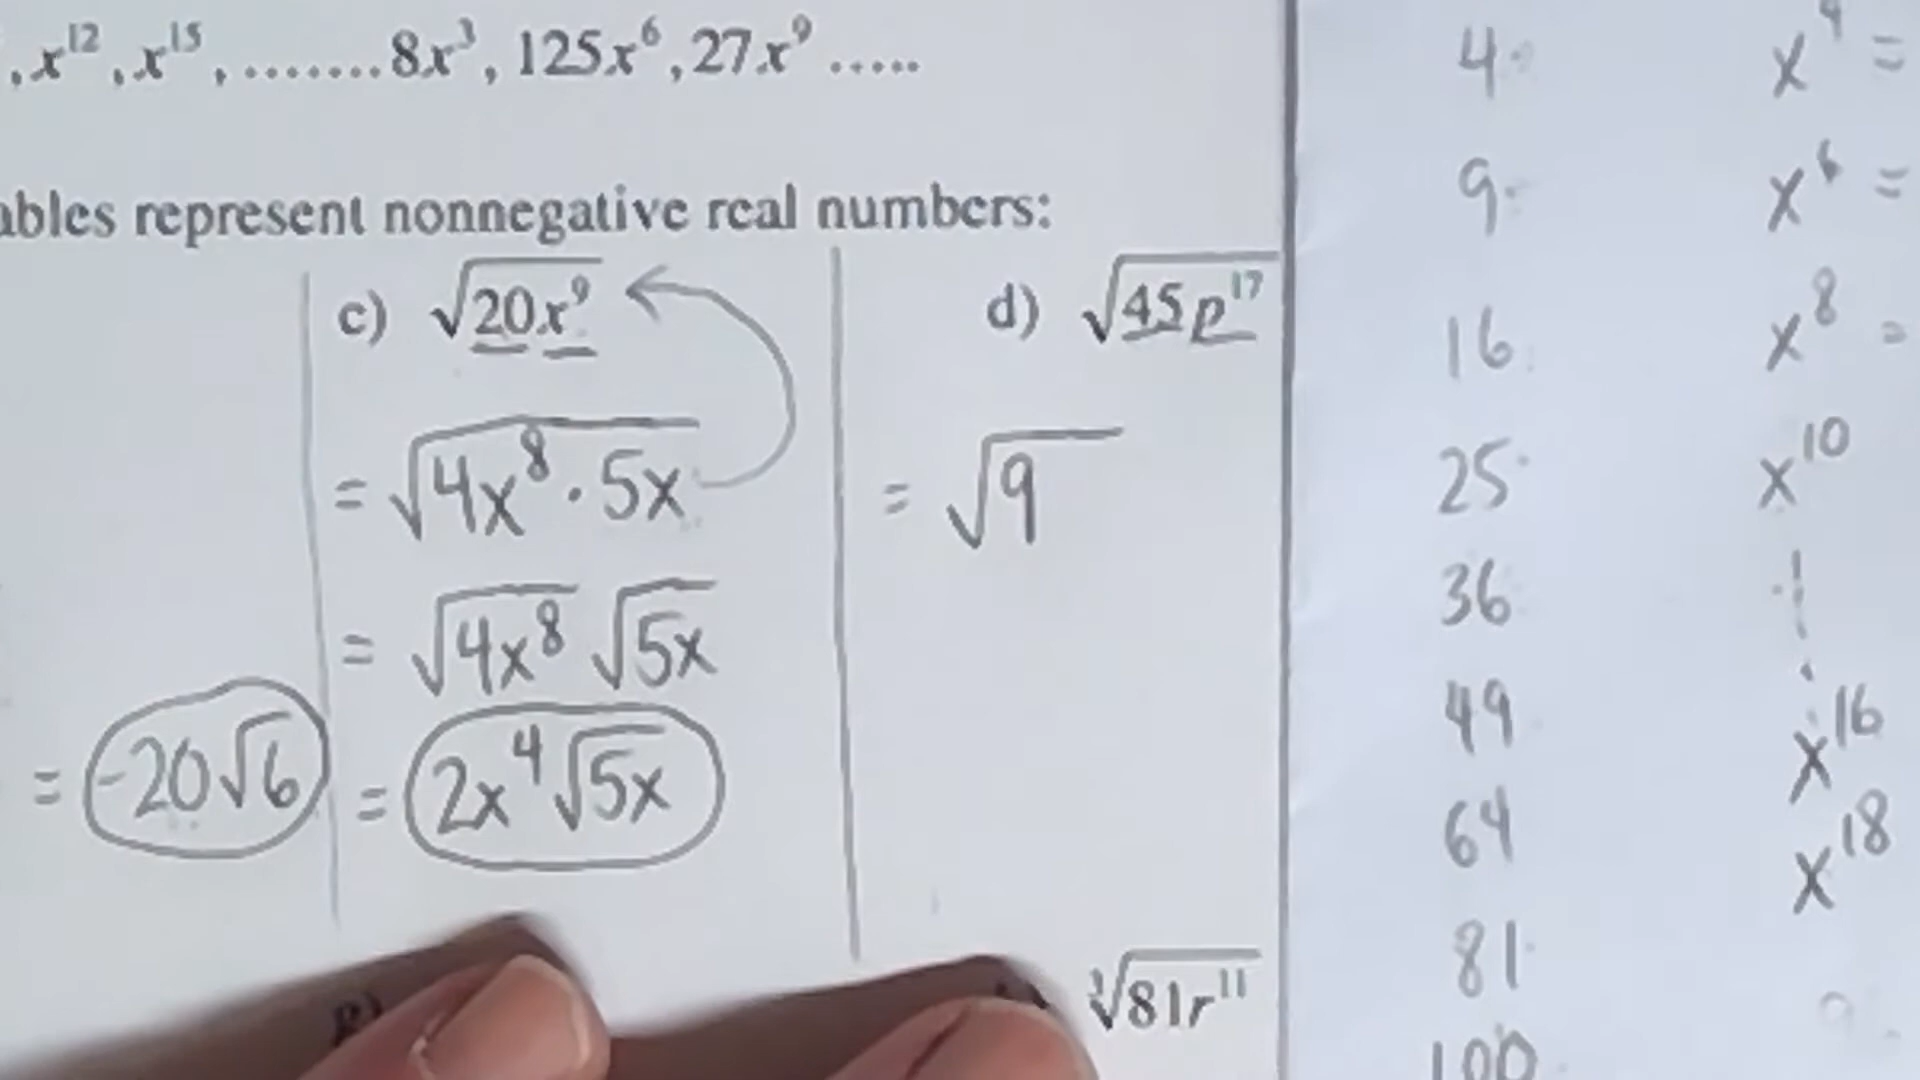 , x¹², x¹⁵, ....... 8x³, 125x⁶, 27x⁹ .....
ables represent nonnegative real numbers:
c) √(20x⁹)
= √(4x⁸ · 5x)
= √(4x⁸) √(5x)
= 2x⁴√(5x)
= -20√6
d) √(45p¹⁷)
= √9
g)
³√(81r¹¹)
4
9
16
25
36
49
64
81
100
x⁴ =
x⁶ =
x⁸ =
x¹⁰
x¹⁶
x¹⁸